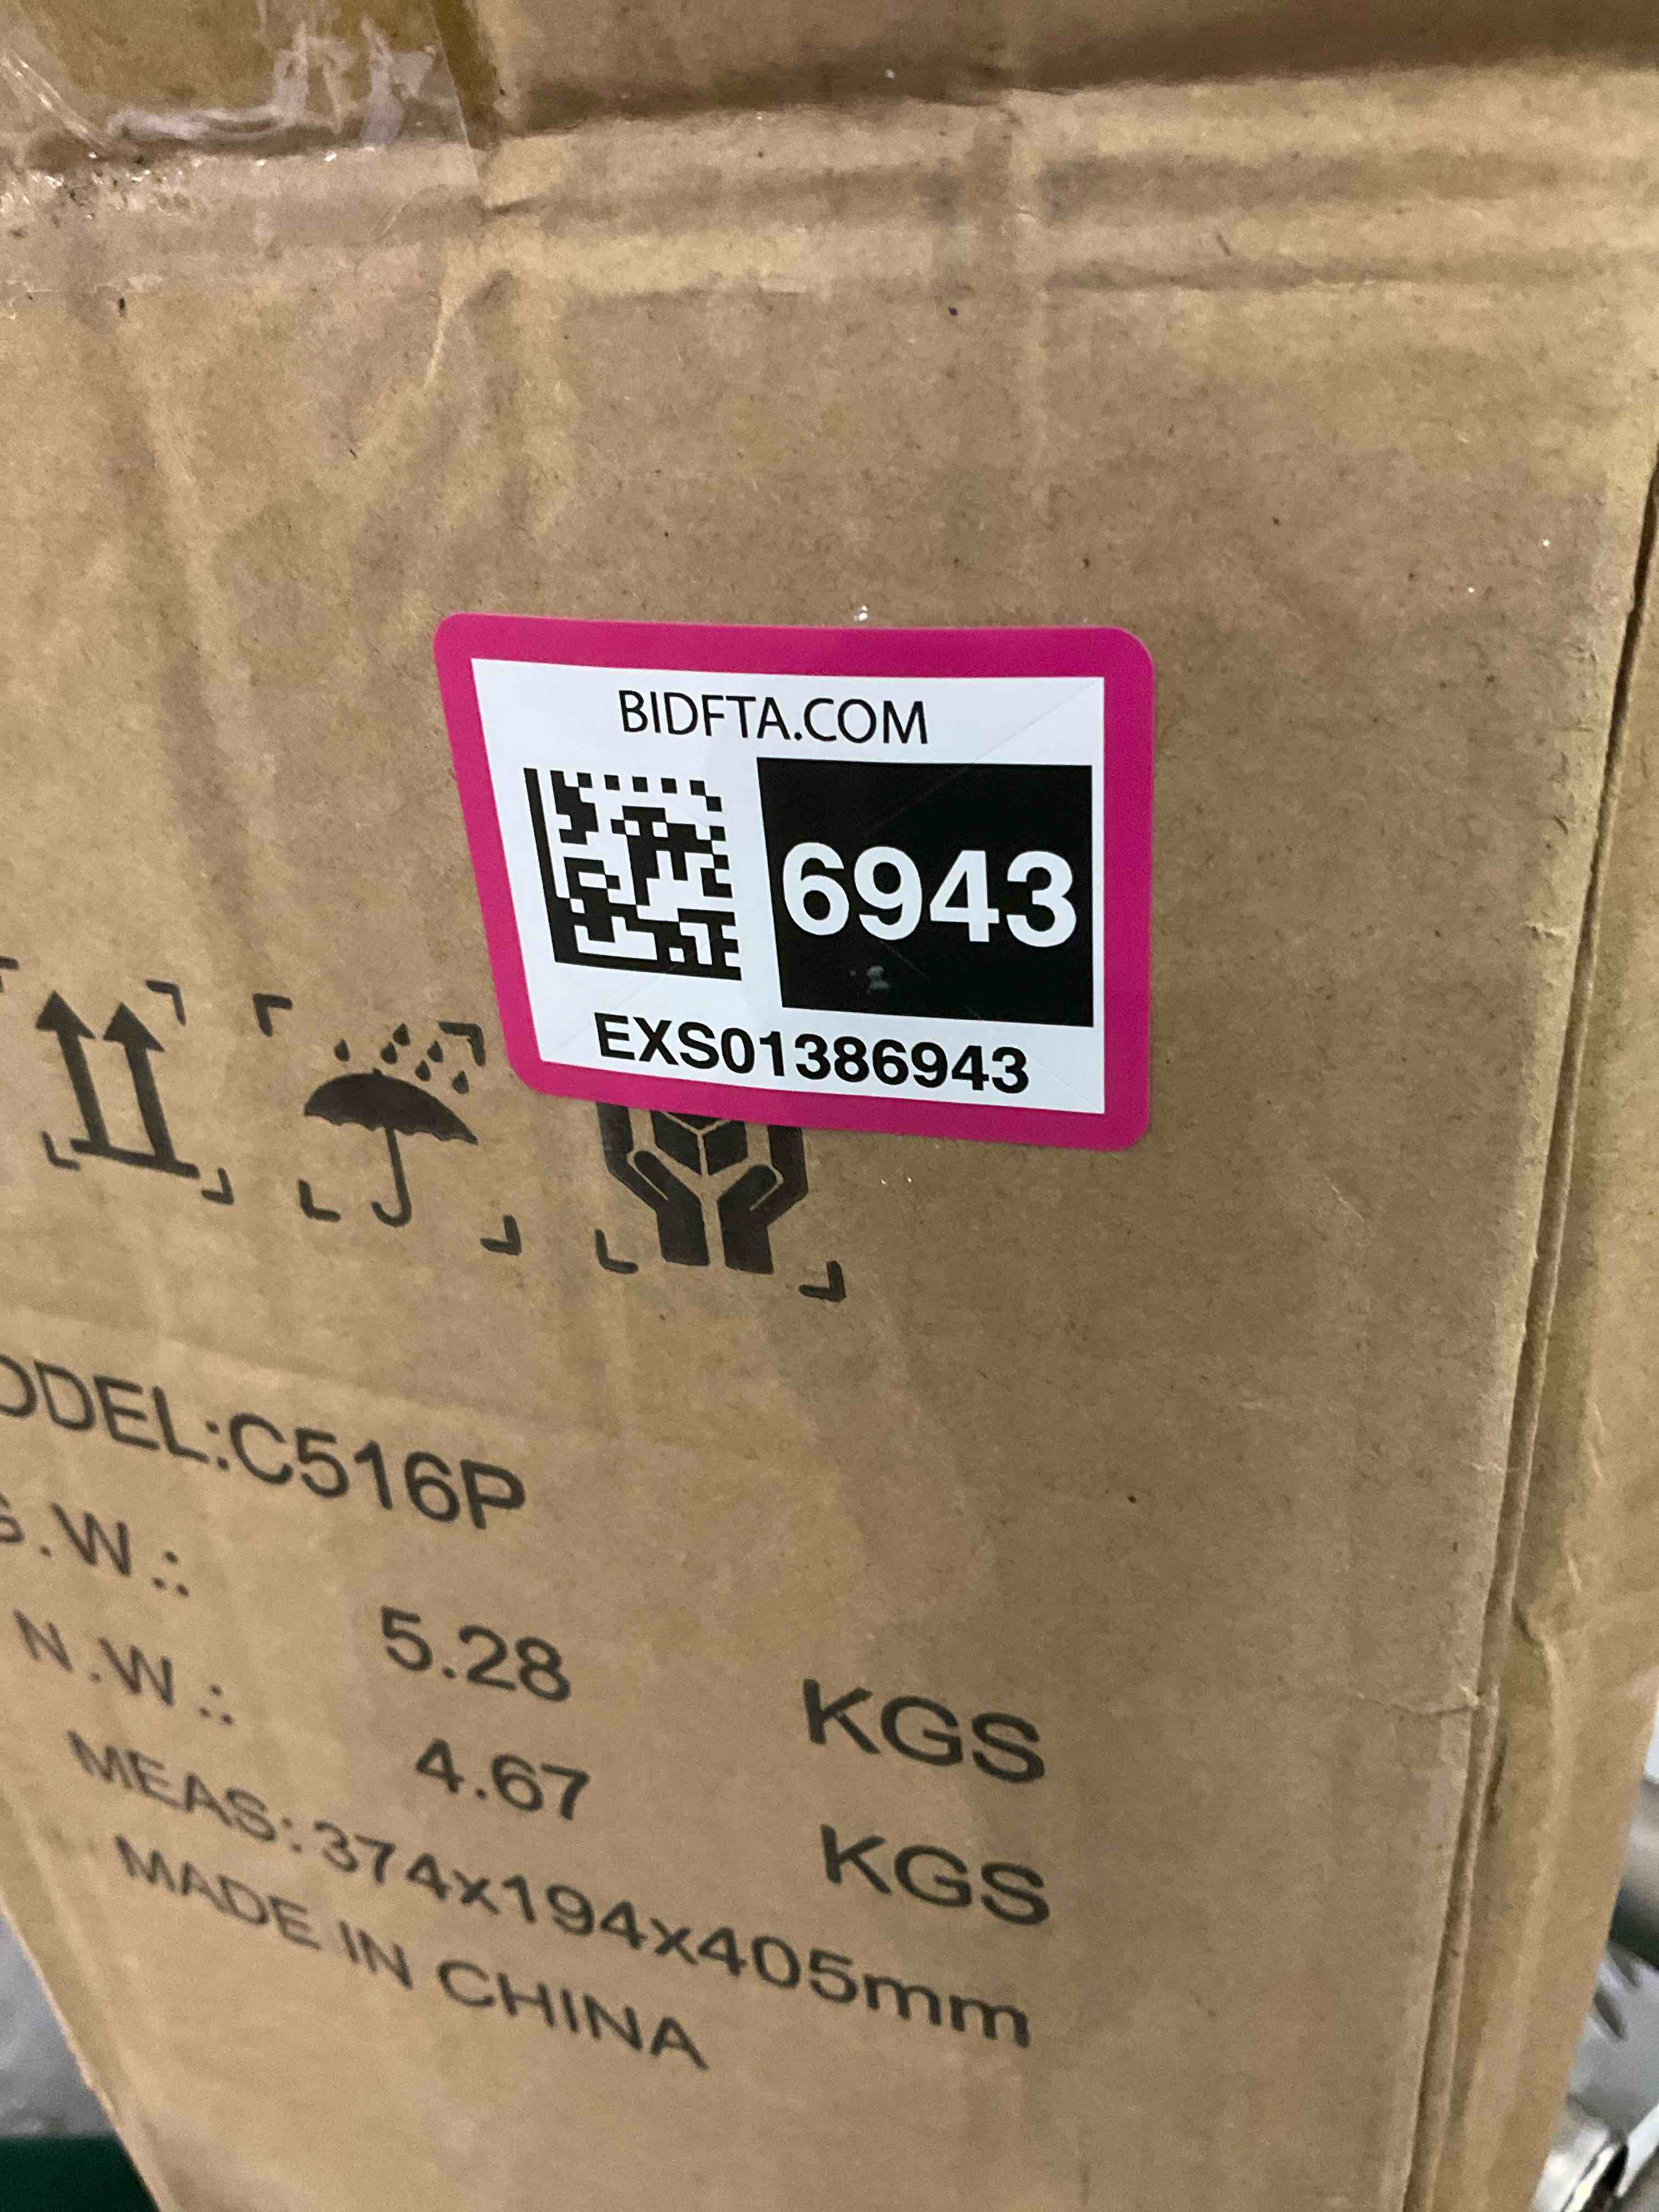 BIDFTA.COM
6943
EXS01386943
ODEL:C516P
G.W.: 5.28 KGS
N.W.: 4.67 KGS
MEAS:374x194x405mm
MADE IN CHINA